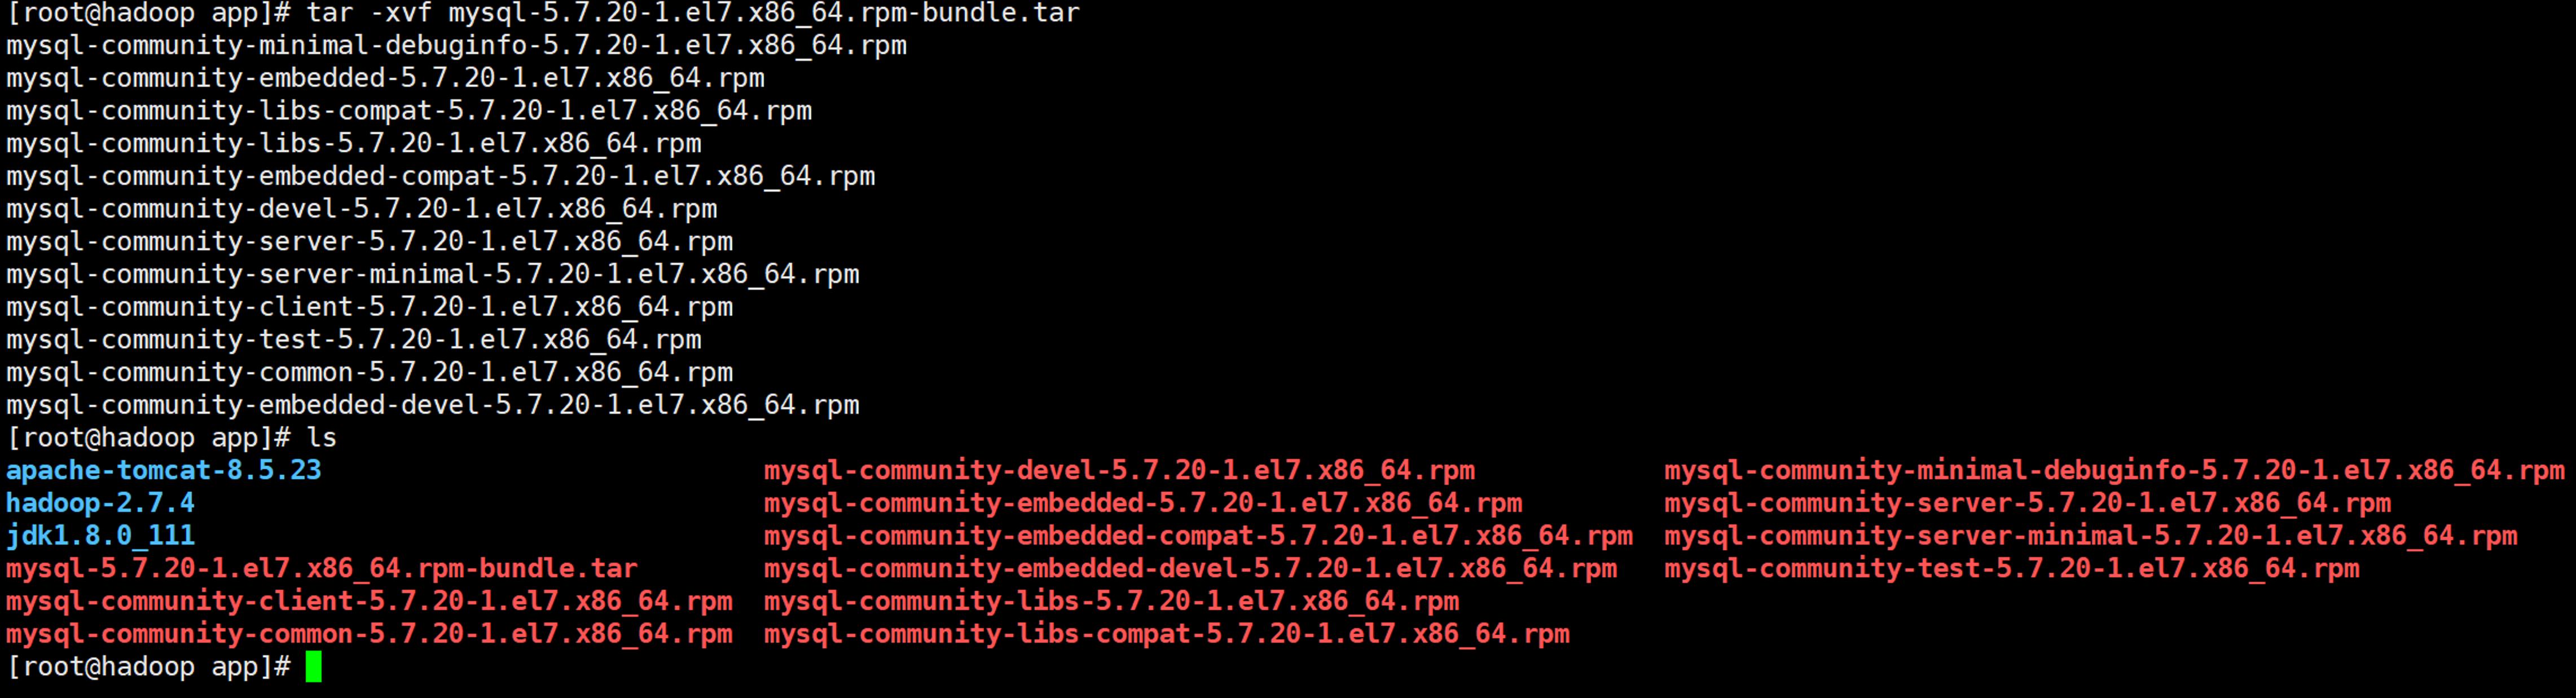 [root@hadoop app]# tar -xvf mysql-5.7.20-1.el7.x86_64.rpm-bundle.tar
mysql-community-minimal-debuginfo-5.7.20-1.el7.x86_64.rpm
mysql-community-embedded-5.7.20-1.el7.x86_64.rpm
mysql-community-libs-compat-5.7.20-1.el7.x86_64.rpm
mysql-community-libs-5.7.20-1.el7.x86_64.rpm
mysql-community-embedded-compat-5.7.20-1.el7.x86_64.rpm
mysql-community-devel-5.7.20-1.el7.x86_64.rpm
mysql-community-server-5.7.20-1.el7.x86_64.rpm
mysql-community-server-minimal-5.7.20-1.el7.x86_64.rpm
mysql-community-client-5.7.20-1.el7.x86_64.rpm
mysql-community-test-5.7.20-1.el7.x86_64.rpm
mysql-community-common-5.7.20-1.el7.x86_64.rpm
mysql-community-embedded-devel-5.7.20-1.el7.x86_64.rpm
[root@hadoop app]# ls
apache-tomcat-8.5.23 mysql-community-devel-5.7.20-1.el7.x86_64.rpm mysql-community-minimal-debuginfo-5.7.20-1.el7.x86_64.rpm
hadoop-2.7.4 mysql-community-embedded-5.7.20-1.el7.x86_64.rpm mysql-community-server-5.7.20-1.el7.x86_64.rpm
jdk1.8.0_111 mysql-community-embedded-compat-5.7.20-1.el7.x86_64.rpm mysql-community-server-minimal-5.7.20-1.el7.x86_64.rpm
mysql-5.7.20-1.el7.x86_64.rpm-bundle.tar mysql-community-embedded-devel-5.7.20-1.el7.x86_64.rpm mysql-community-test-5.7.20-1.el7.x86_64.rpm
mysql-community-client-5.7.20-1.el7.x86_64.rpm mysql-community-libs-5.7.20-1.el7.x86_64.rpm
mysql-community-common-5.7.20-1.el7.x86_64.rpm mysql-community-libs-compat-5.7.20-1.el7.x86_64.rpm
[root@hadoop app]#